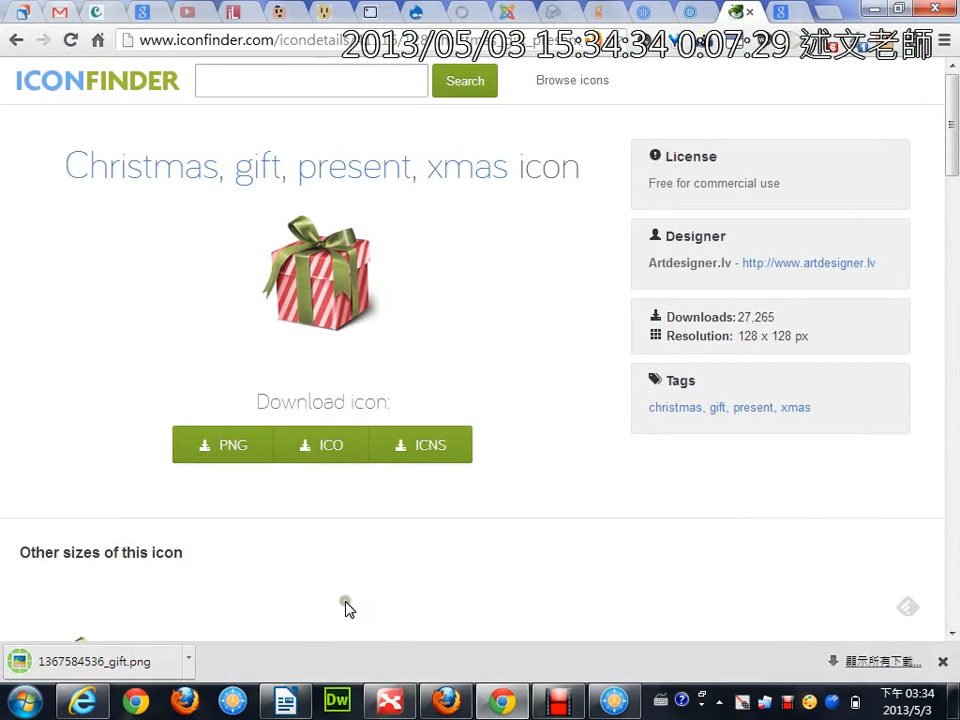 www.iconfinder.com/icondetails
2013/05/03 15:34:34 0:07:29 述文老師
ICONFINDER
Search
Browse icons
Christmas, gift, present, xmas icon
Download icon:
PNG
ICO
ICNS
License
Free for commercial use
Designer
Artdesigner.lv - http://www.artdesigner.lv
Downloads: 27,265
Resolution: 128 x 128 px
Tags
christmas, gift, present, xmas
Other sizes of this icon
1367584536_gift.png
顯示所有下載...
Dw
下午 03:34
2013/5/3